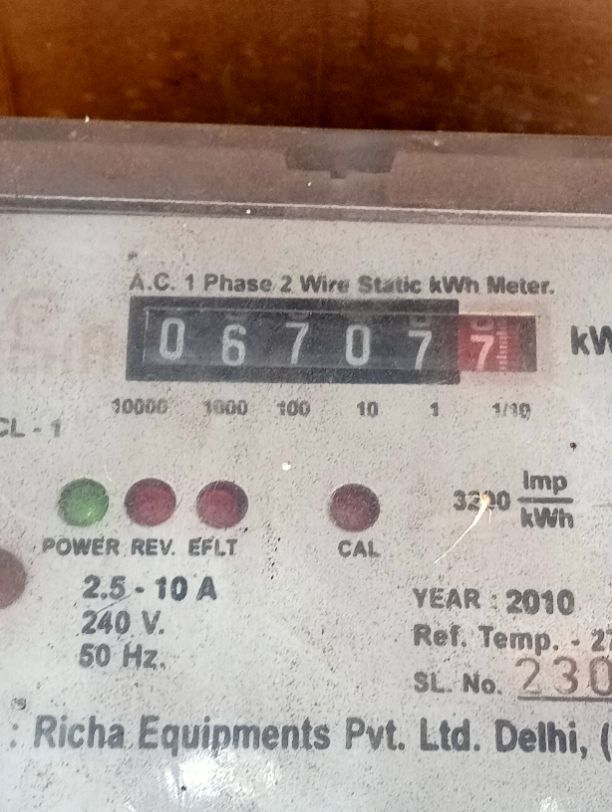 A.C. 1 Phase 2 Wire Static kWh Meter.
0 6 7 0 7 7 kW
10000 1000 100 10 1 1/10
CL - 1
3200 Imp/kWh
POWER REV. EFLT CAL
2.5 - 10 A
240 V.
50 Hz.
YEAR : 2010
Ref. Temp. - 27
SL. No. 230
: Richa Equipments Pvt. Ltd. Delhi, (